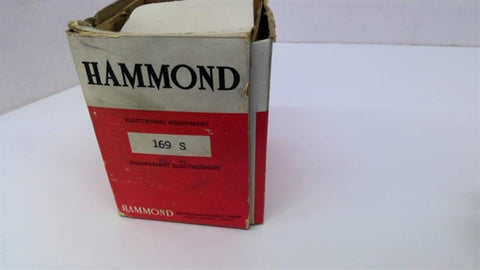 HAMMOND
ELECTRONIC EQUIPMENT
169 S
EQUIPEMENT ELECTRONIQUE
HAMMOND